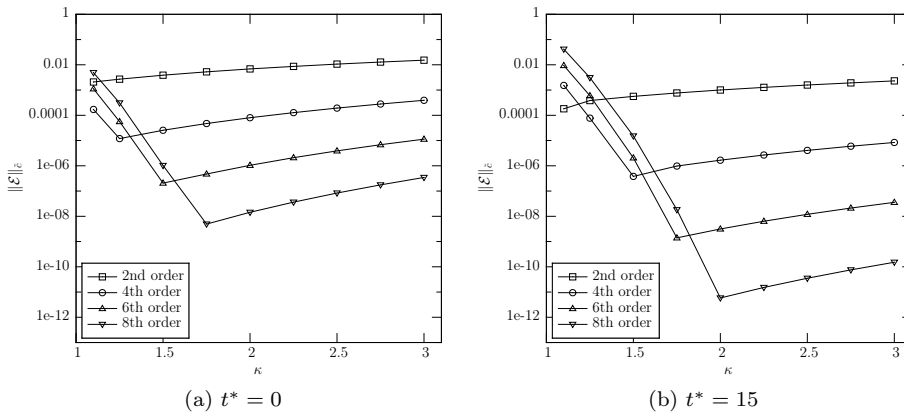 1
0.01
0.0001
1e-06
1e-08
1e-10
1e-12
‖ℰ‖_c̃
2nd order
4th order
6th order
8th order
1 1.5 2 2.5 3
κ
(a) t* = 0
1
0.01
0.0001
1e-06
1e-08
1e-10
1e-12
‖ℰ‖_c̃
2nd order
4th order
6th order
8th order
1 1.5 2 2.5 3
κ
(b) t* = 15